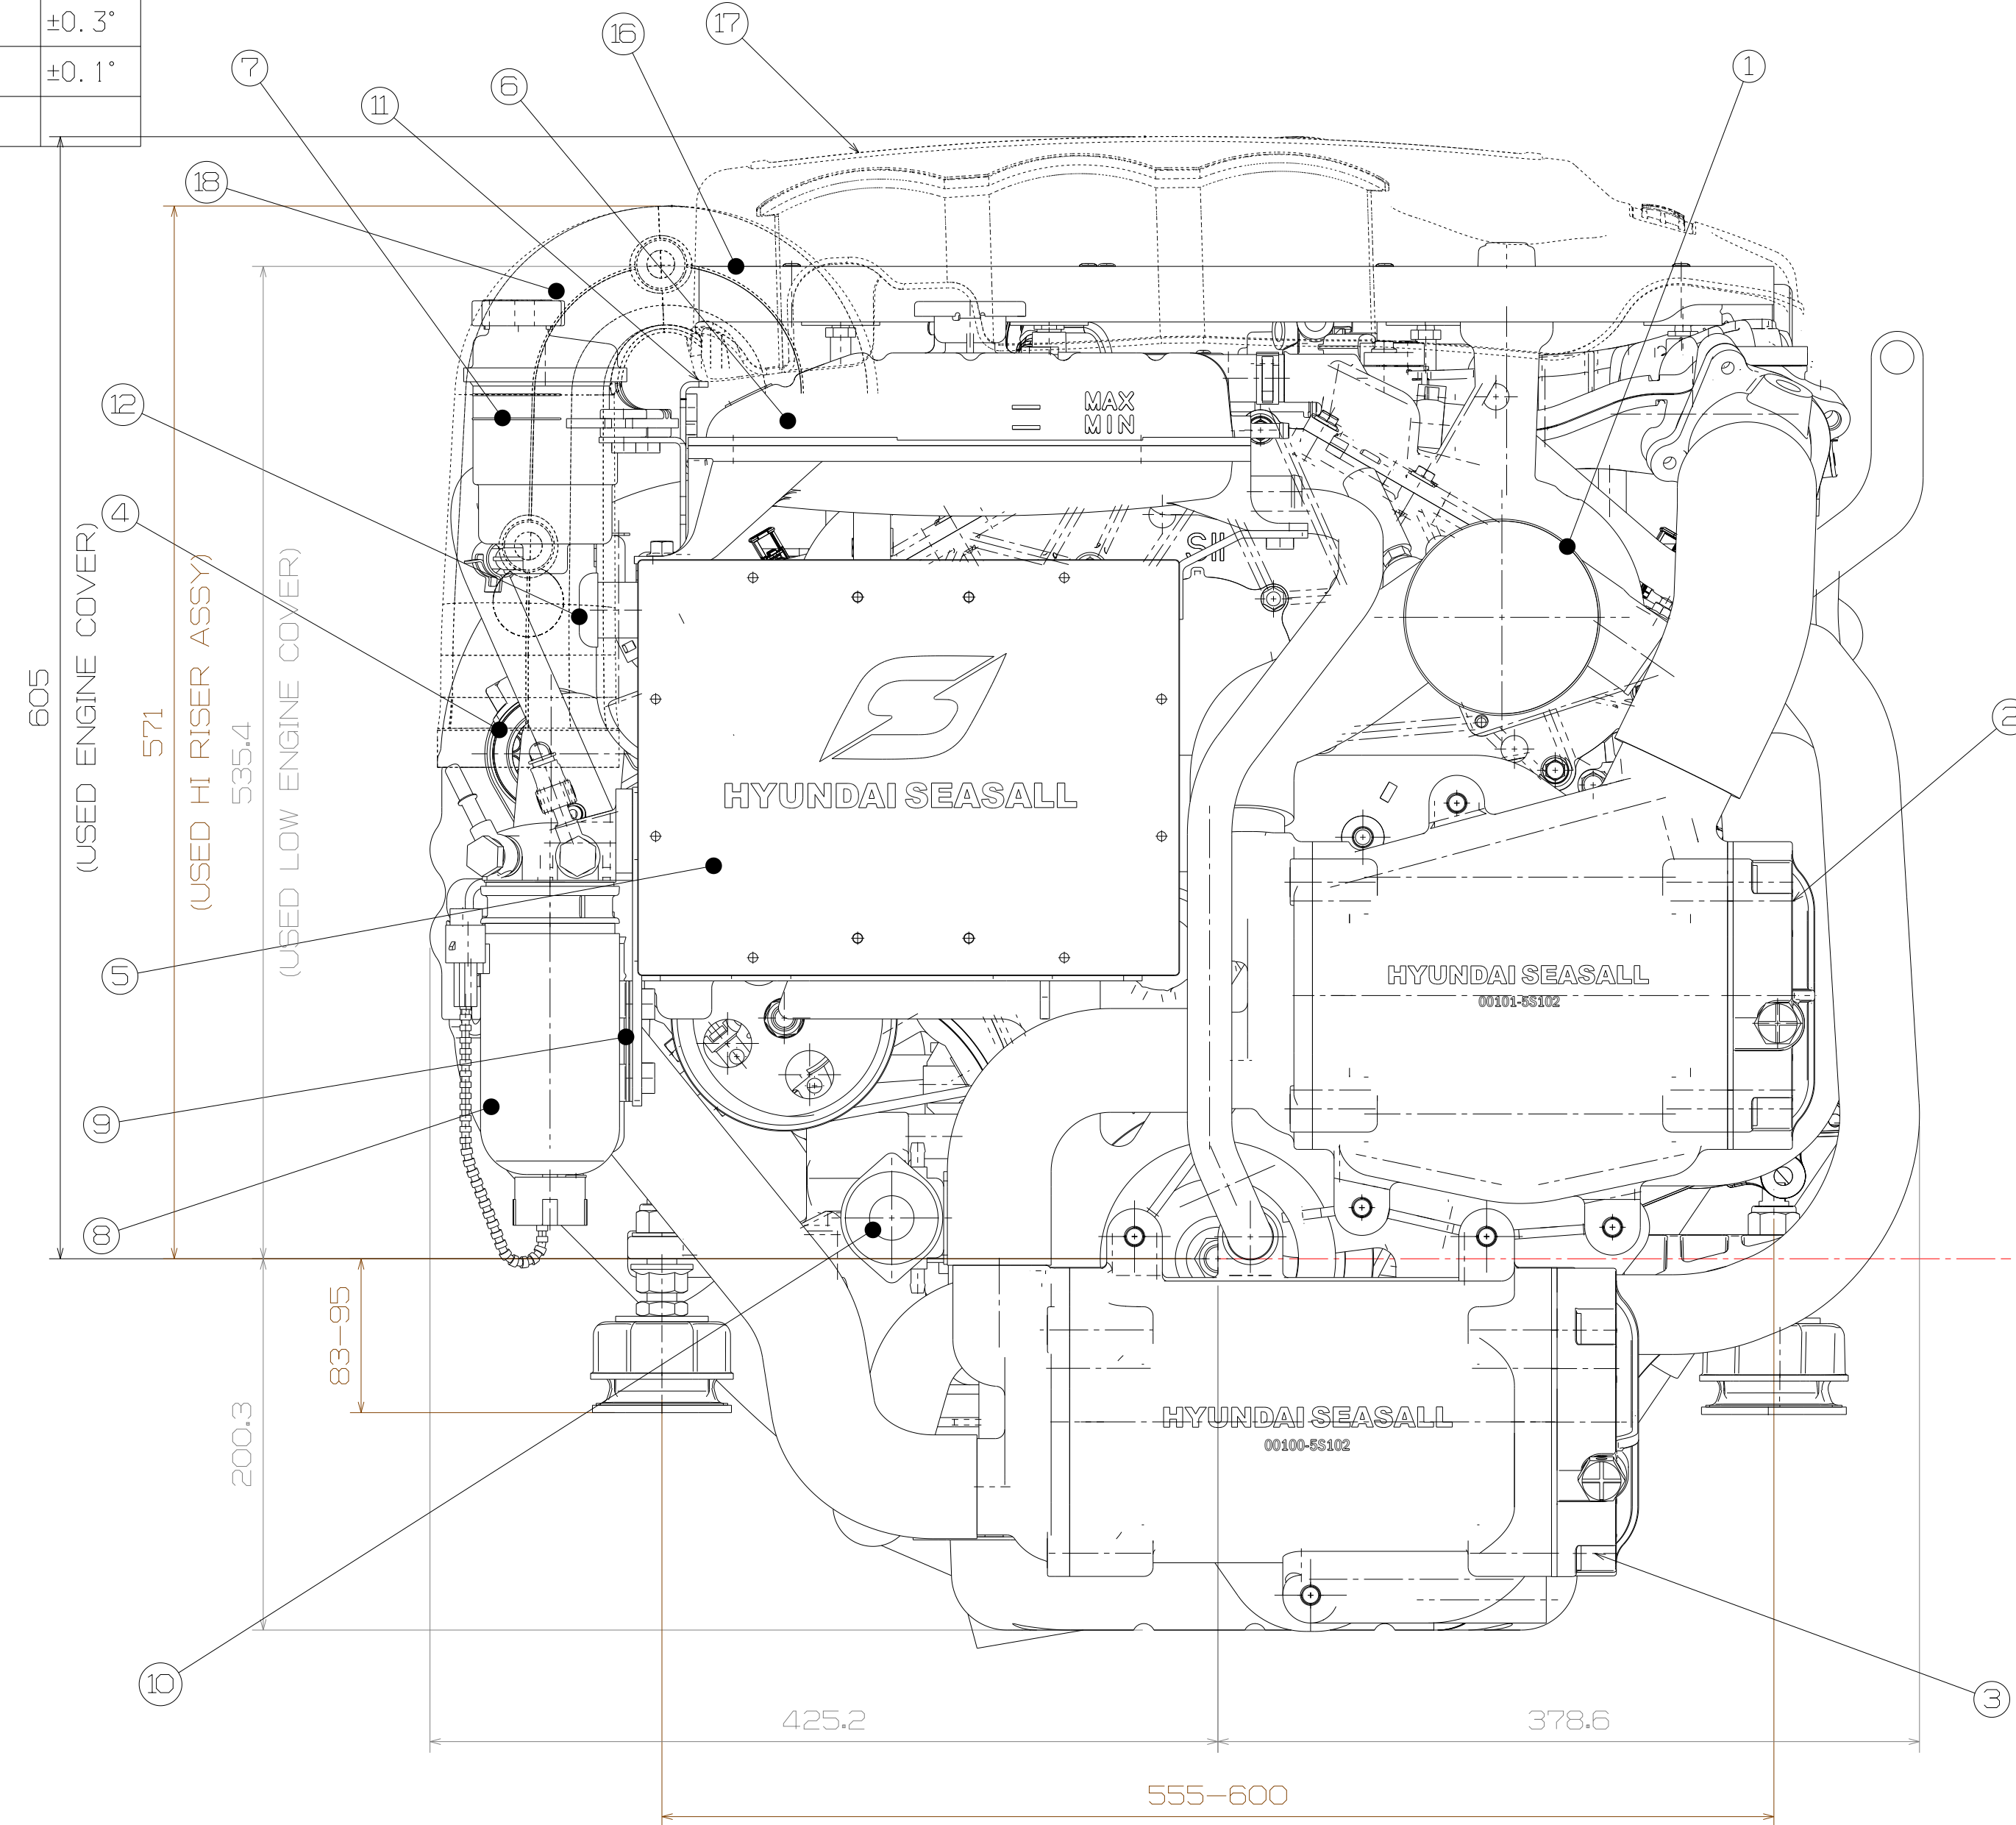 ±0.3°
±0.1°
17
16
1
7
6
11
18
12
4
MAX
MIN
SII
605
(USED ENGINE COVER)
571
(USED HI RISER ASSY)
535.4
(USED LOW ENGINE COVER)
2
HYUNDAI SEASALL
5
HYUNDAI SEASALL
00101-5S102
9
8
83-95
200.3
HYUNDAI SEASALL
00100-5S102
10
3
425.2
378.6
555-600